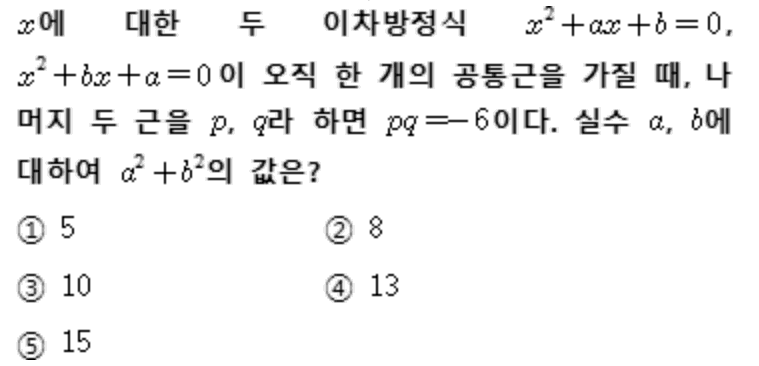 x에 대한 두 이차방정식 x²+ax+b=0,
x²+bx+a=0이 오직 한 개의 공통근을 가질 때, 나
머지 두 근을 p, q라 하면 pq=-6이다. 실수 a, b에
대하여 a²+b²의 값은?
① 5 ② 8
③ 10 ④ 13
⑤ 15